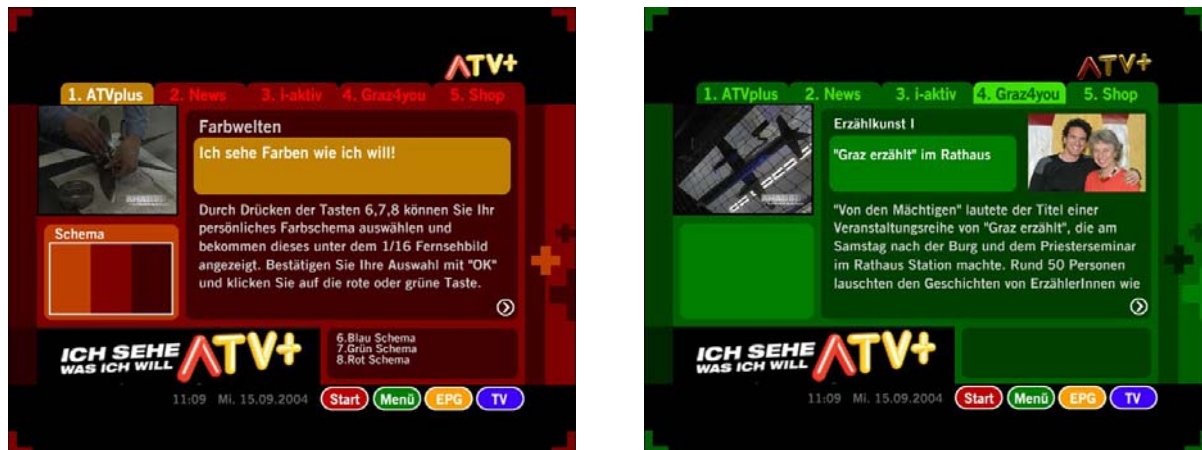 ATV+
1. ATVplus 2. News 3. i-aktiv 4. Graz4you 5. Shop
Farbwelten
Ich sehe Farben wie ich will!
Durch Drücken der Tasten 6,7,8 können Sie Ihr
persönliches Farbschema auswählen und
bekommen dieses unter dem 1/16 Fernsehbild
angezeigt. Bestätigen Sie Ihre Auswahl mit "OK"
und klicken Sie auf die rote oder grüne Taste.
Schema
ICH SEHE
WAS ICH WILL
ATV+
6.Blau Schema
7.Grün Schema
8.Rot Schema
11:09 Mi. 15.09.2004 Start Menü EPG TV
ATV+
1. ATVplus 2. News 3. i-aktiv 4. Graz4you 5. Shop
Erzählkunst I
"Graz erzählt" im Rathaus
"Von den Mächtigen" lautete der Titel einer
Veranstaltungsreihe von "Graz erzählt", die am
Samstag nach der Burg und dem Priesterseminar
im Rathaus Station machte. Rund 50 Personen
lauschten den Geschichten von ErzählerInnen wie
ICH SEHE
WAS ICH WILL
ATV+
11:09 Mi. 15.09.2004 Start Menü EPG TV